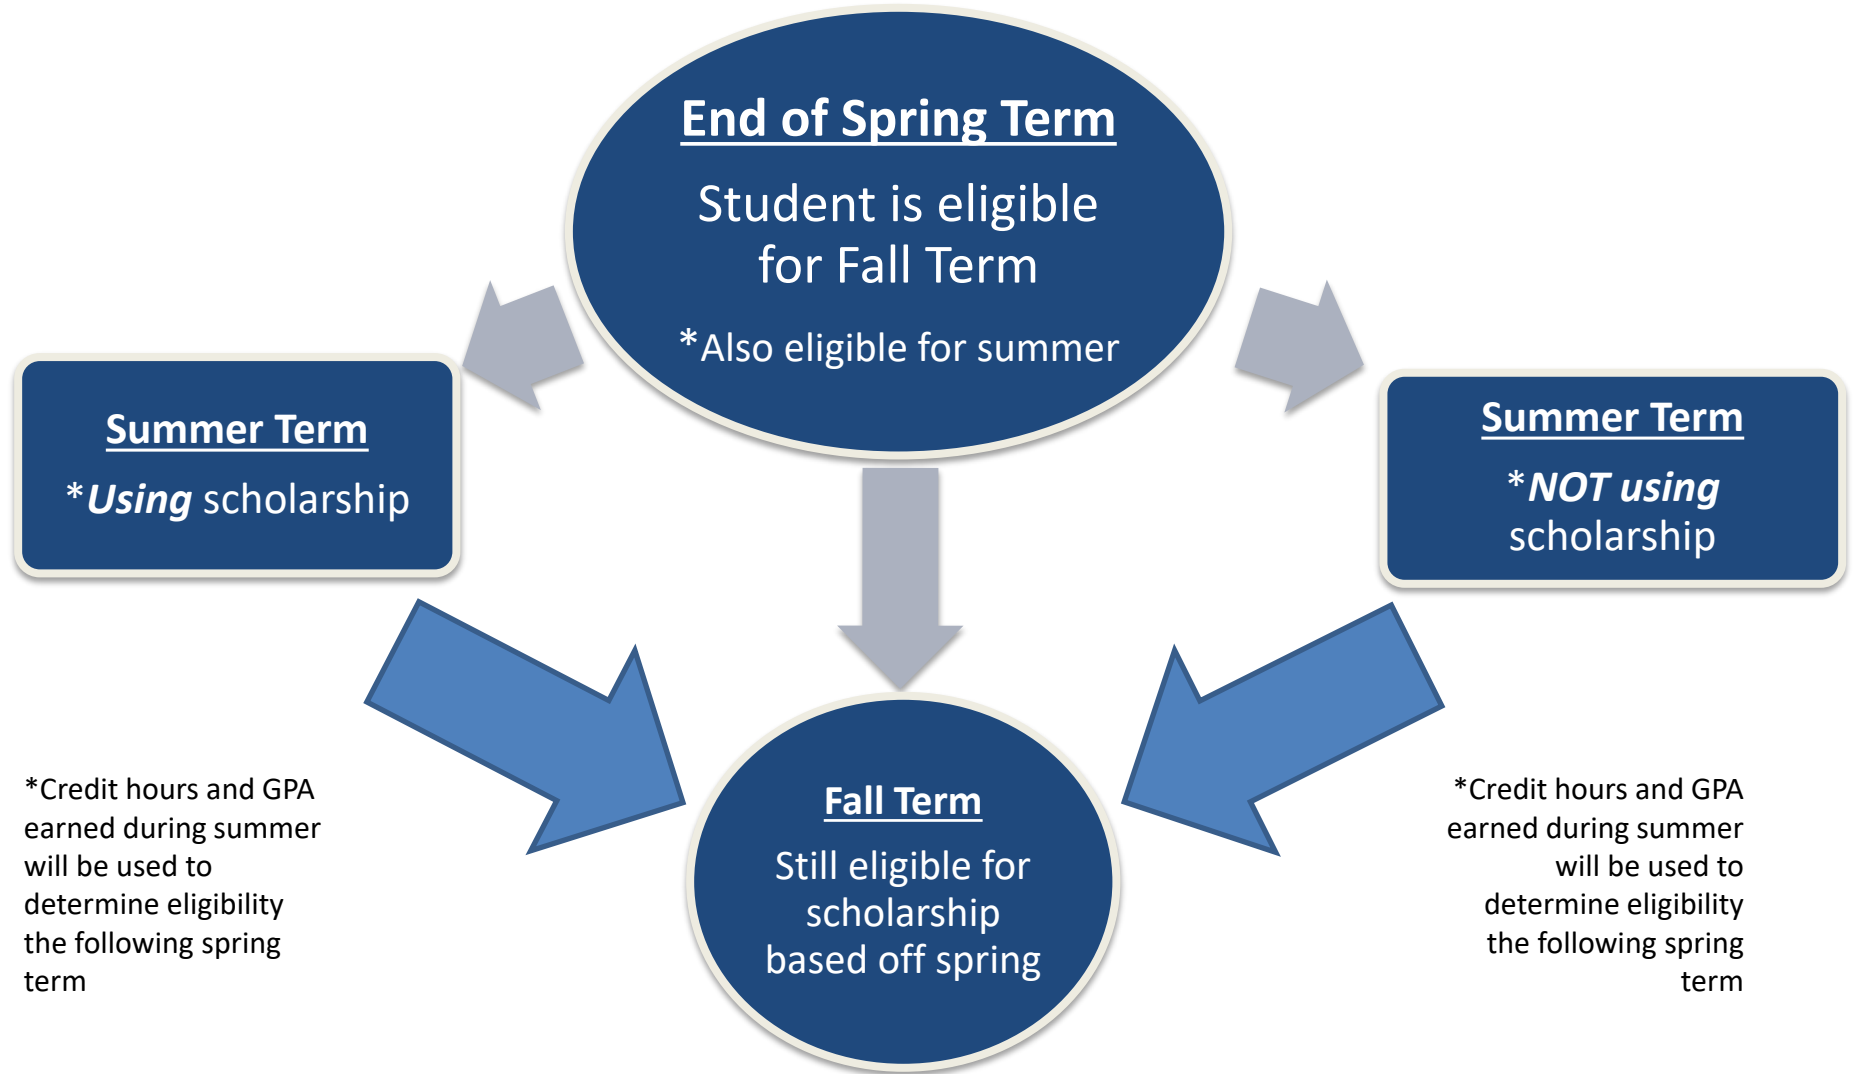 End of Spring Term
Student is eligible
for Fall Term
*Also eligible for summer
Summer Term
*Using scholarship
Summer Term
*NOT using
scholarship
*Credit hours and GPA
earned during summer
will be used to
determine eligibility
the following spring
term
Fall Term
Still eligible for
scholarship
based off spring
*Credit hours and GPA
earned during summer
will be used to
determine eligibility
the following spring
term